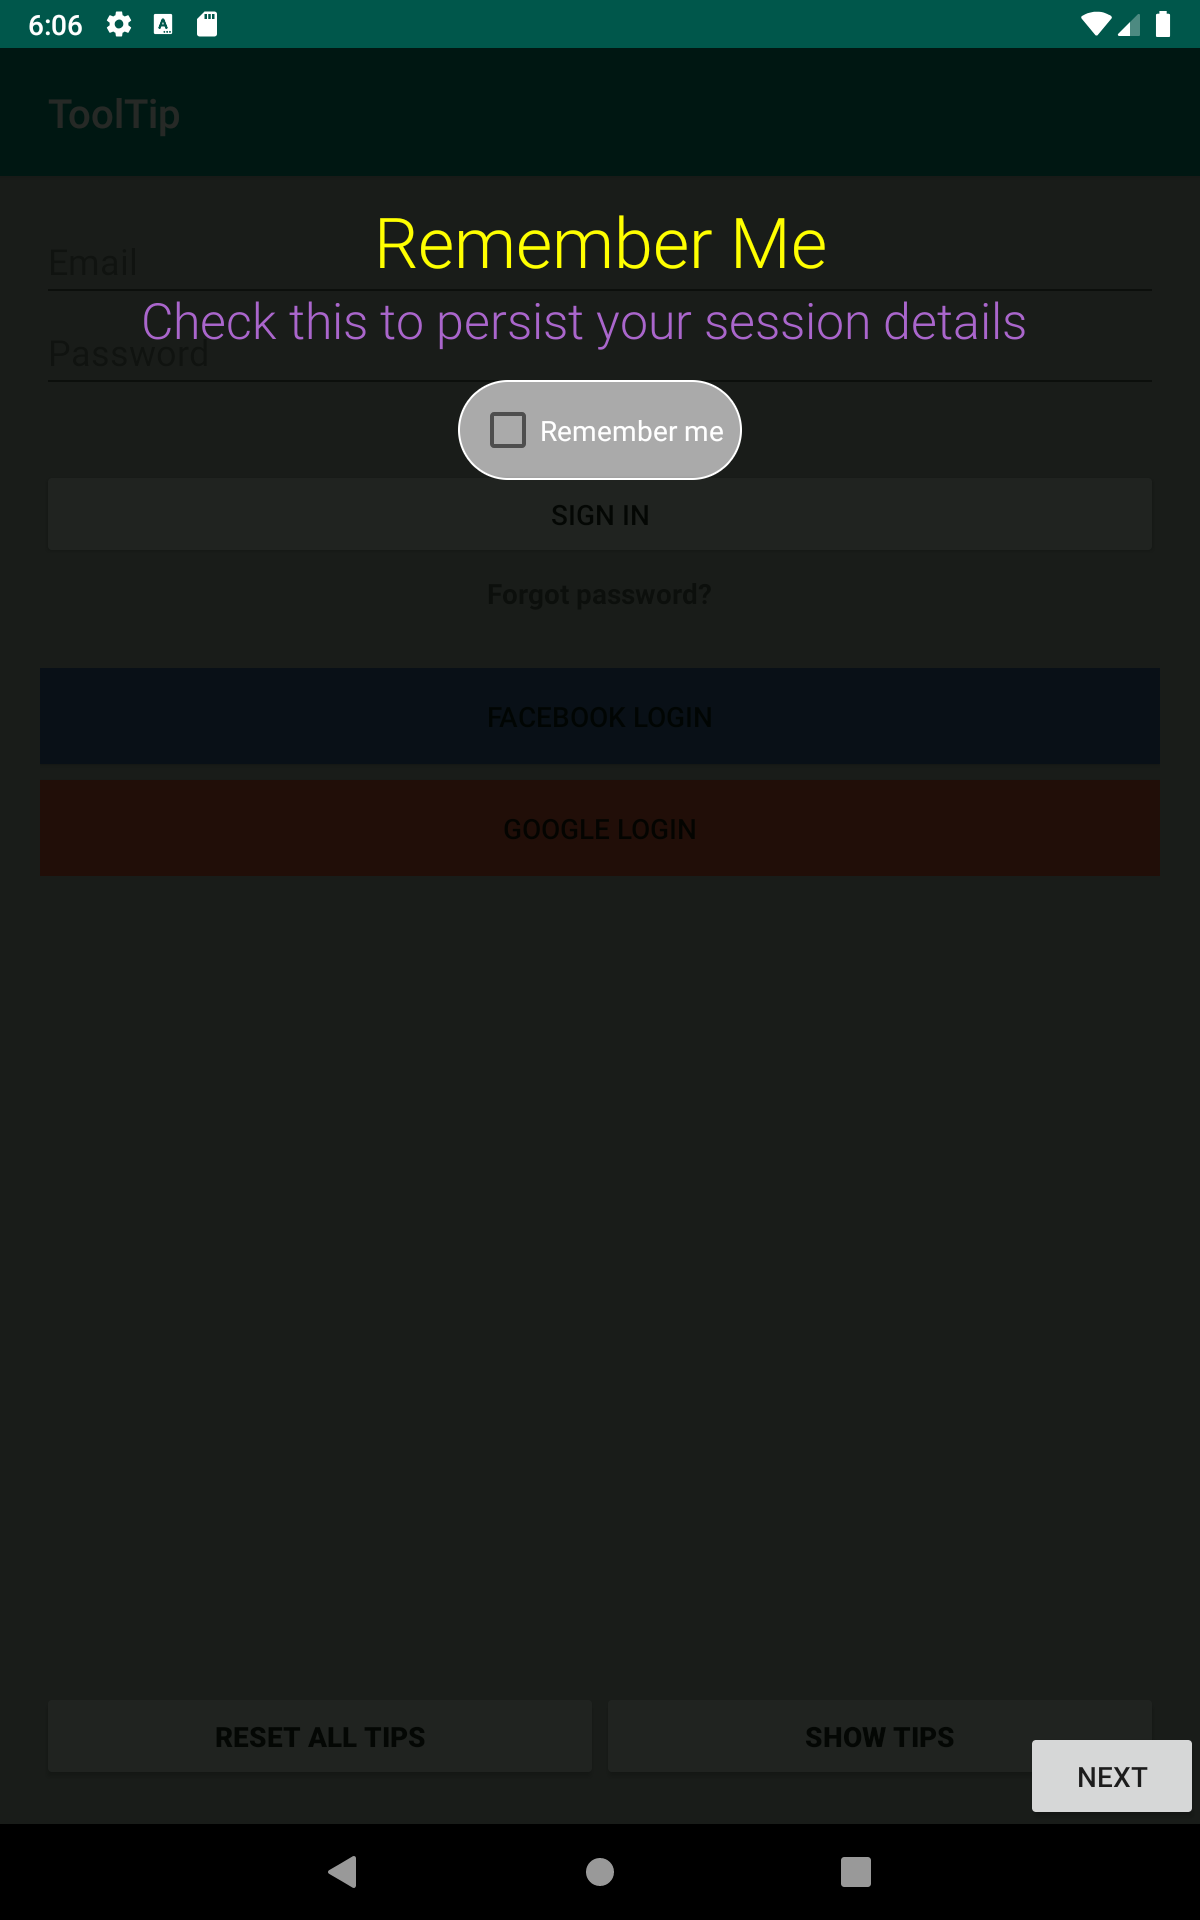 6:06
ToolTip
Remember Me
Email
Check this to persist your session details
Password
Remember me
SIGN IN
Forgot password?
FACEBOOK LOGIN
GOOGLE LOGIN
RESET ALL TIPS
SHOW TIPS
NEXT